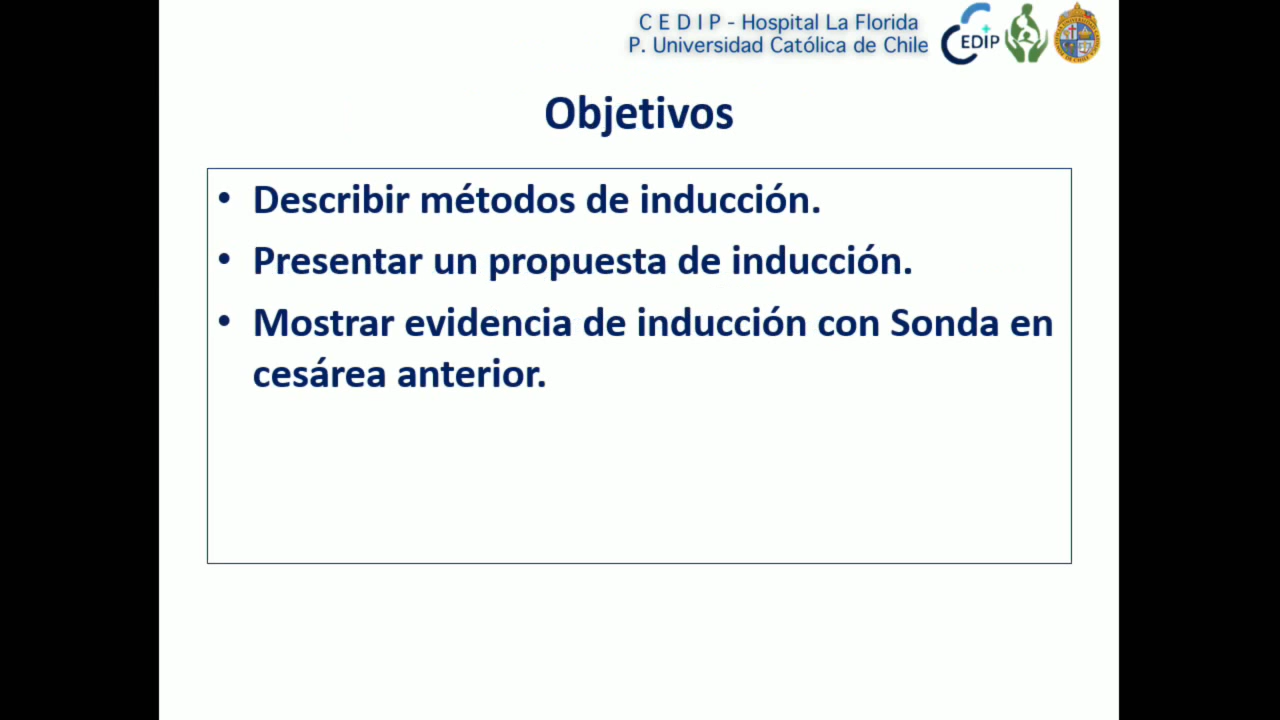 C E D I P - Hospital La Florida
P. Universidad Católica de Chile
CEDIP
Objetivos
• Describir métodos de inducción.
• Presentar un propuesta de inducción.
• Mostrar evidencia de inducción con Sonda en
cesárea anterior.